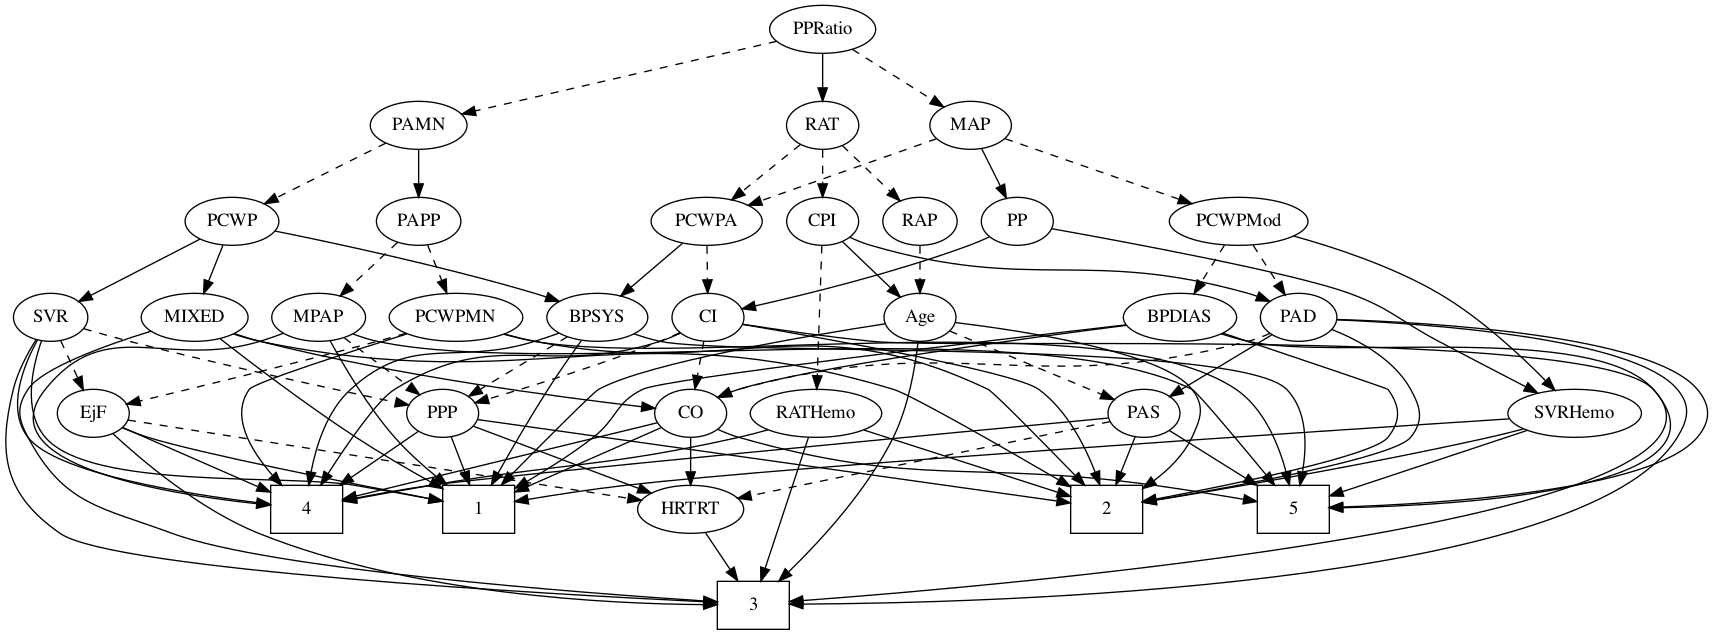 PPRatio
PAMN RAT MAP
PCWP PAPP PCWPA CPI RAP PP PCWPMod
SVR MIXED MPAP PCWPMN BPSYS CI Age BPDIAS PAD
EjF PPP CO RATHemo PAS SVRHemo
4 1 HRTRT 2 5
3